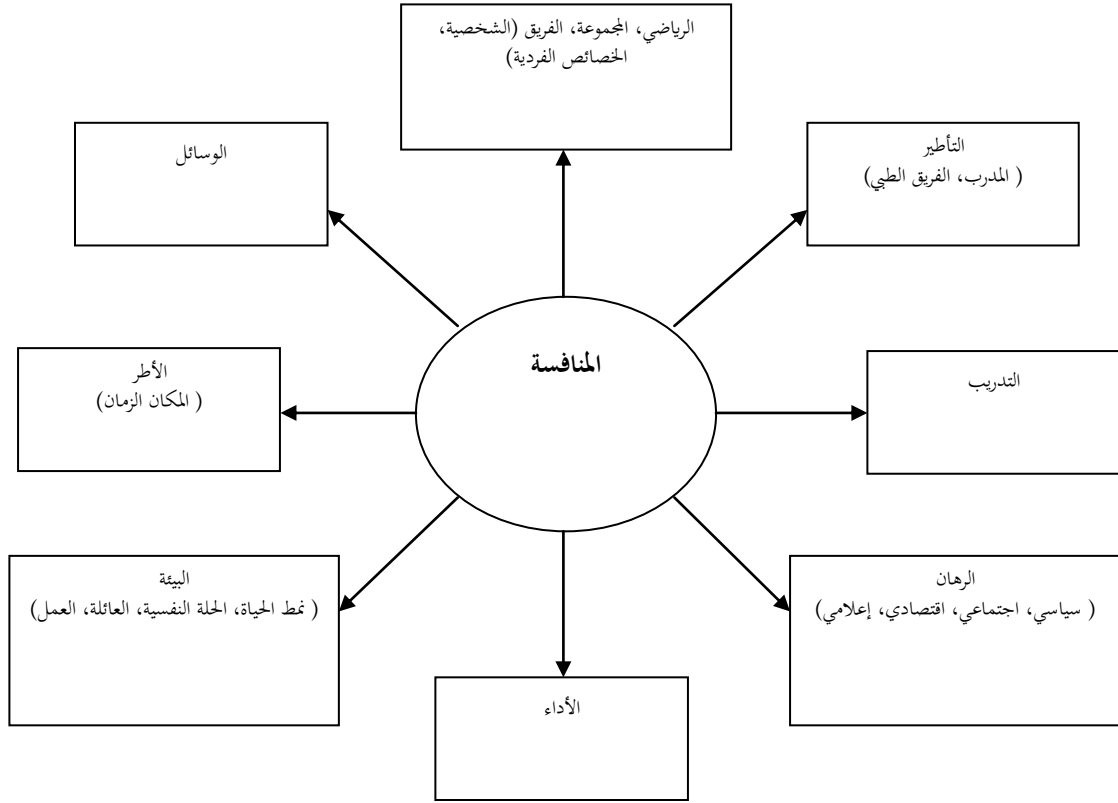 الرياضي، المجموعة، الفريق (الشخصية،
الخصائص الفردية)
التأطير
( المدرب، الفريق الطبي)
الوسائل
المنافسة
التدريب
الأطر
( المكان الزمان)
الرهان
( سياسي، اجتماعي، اقتصادي، إعلامي)
البيئة
( نمط الحياة، الحلة النفسية، العائلة، العمل)
الأداء